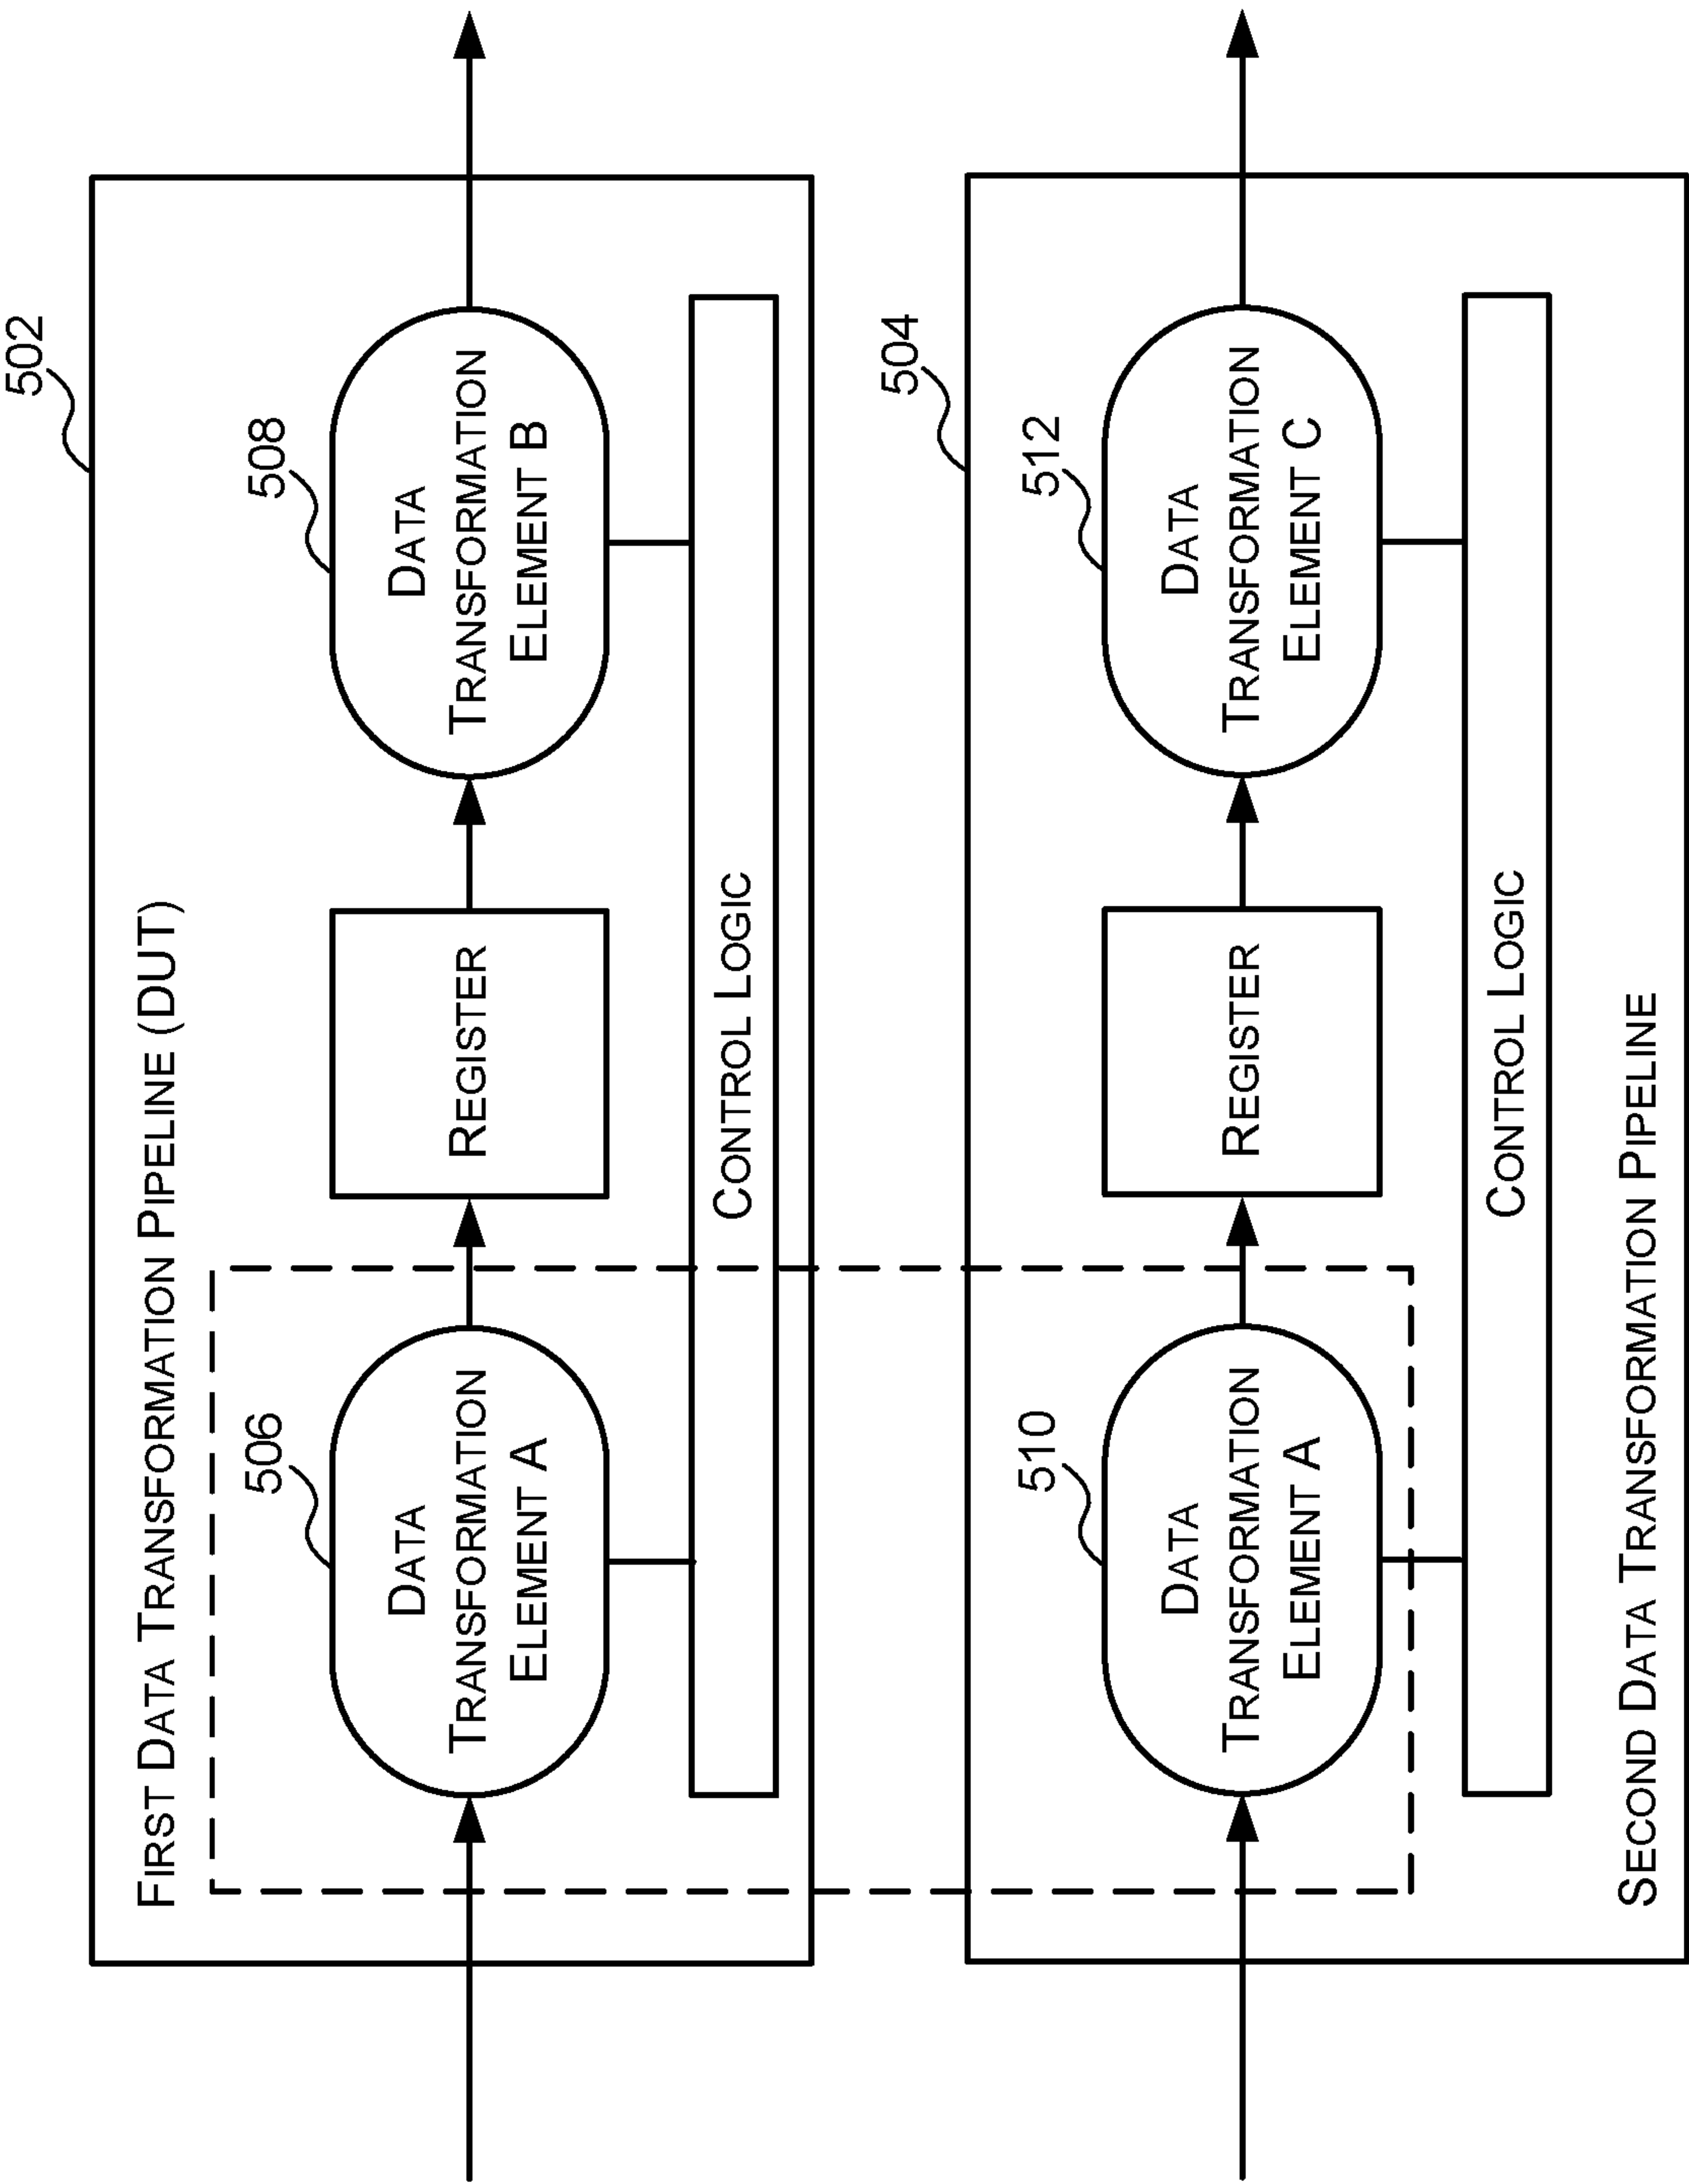 502
FIRST DATA TRANSFORMATION PIPELINE (DUT)
506
DATA
TRANSFORMATION
ELEMENT A
REGISTER
508
DATA
TRANSFORMATION
ELEMENT B
CONTROL LOGIC
504
510
DATA
TRANSFORMATION
ELEMENT A
REGISTER
512
DATA
TRANSFORMATION
ELEMENT C
CONTROL LOGIC
SECOND DATA TRANSFORMATION PIPELINE